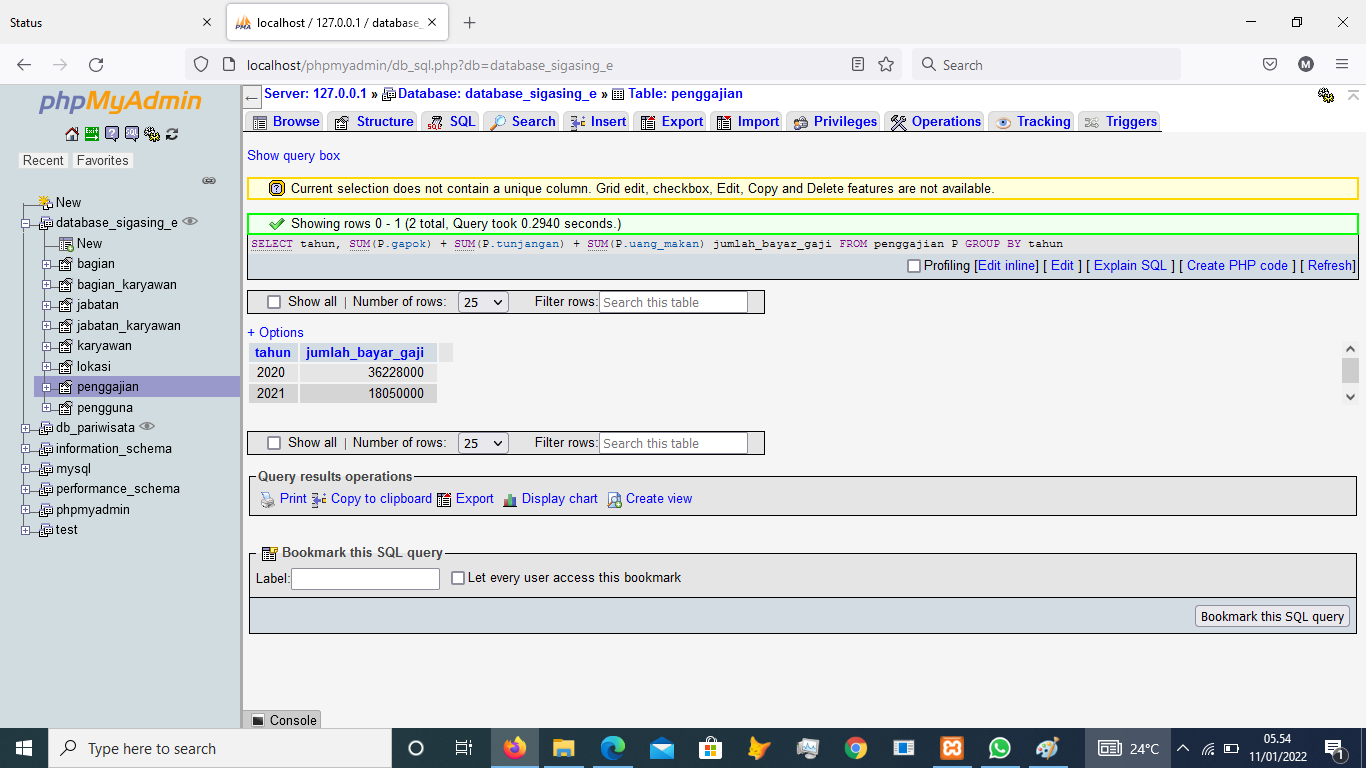 Status
localhost / 127.0.0.1 / database_
localhost/phpmyadmin/db_sql.php?db=database_sigasing_e
Search
M
phpMyAdmin
Recent Favorites
New
database_sigasing_e
New
bagian
bagian_karyawan
jabatan
jabatan_karyawan
karyawan
lokasi
penggajian
pengguna
db_pariwisata
information_schema
mysql
performance_schema
phpmyadmin
test
Server: 127.0.0.1 » Database: database_sigasing_e » Table: penggajian
Browse Structure SQL Search Insert Export Import Privileges Operations Tracking Triggers
Show query box
Current selection does not contain a unique column. Grid edit, checkbox, Edit, Copy and Delete features are not available.
Showing rows 0 - 1 (2 total, Query took 0.2940 seconds.)
SELECT tahun, SUM(P.gapok) + SUM(P.tunjangan) + SUM(P.uang_makan) jumlah_bayar_gaji FROM penggajian P GROUP BY tahun
Profiling [Edit inline] [ Edit ] [ Explain SQL ] [ Create PHP code ] [ Refresh]
Show all | Number of rows: 25 Filter rows: Search this table
+ Options
tahun jumlah_bayar_gaji
2020 36228000
2021 18050000
Show all | Number of rows: 25 Filter rows: Search this table
Query results operations
Print Copy to clipboard Export Display chart Create view
Bookmark this SQL query
Label: Let every user access this bookmark
Bookmark this SQL query
Console
Type here to search
24°C
05.54
11/01/2022
1